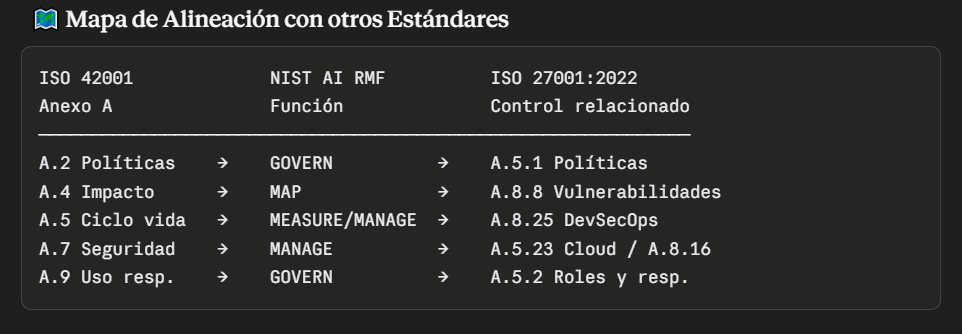 🗺️ Mapa de Alineación con otros Estándares
ISO 42001 NIST AI RMF ISO 27001:2022
Anexo A Función Control relacionado
A.2 Políticas → GOVERN → A.5.1 Políticas
A.4 Impacto → MAP → A.8.8 Vulnerabilidades
A.5 Ciclo vida → MEASURE/MANAGE → A.8.25 DevSecOps
A.7 Seguridad → MANAGE → A.5.23 Cloud / A.8.16
A.9 Uso resp. → GOVERN → A.5.2 Roles y resp.